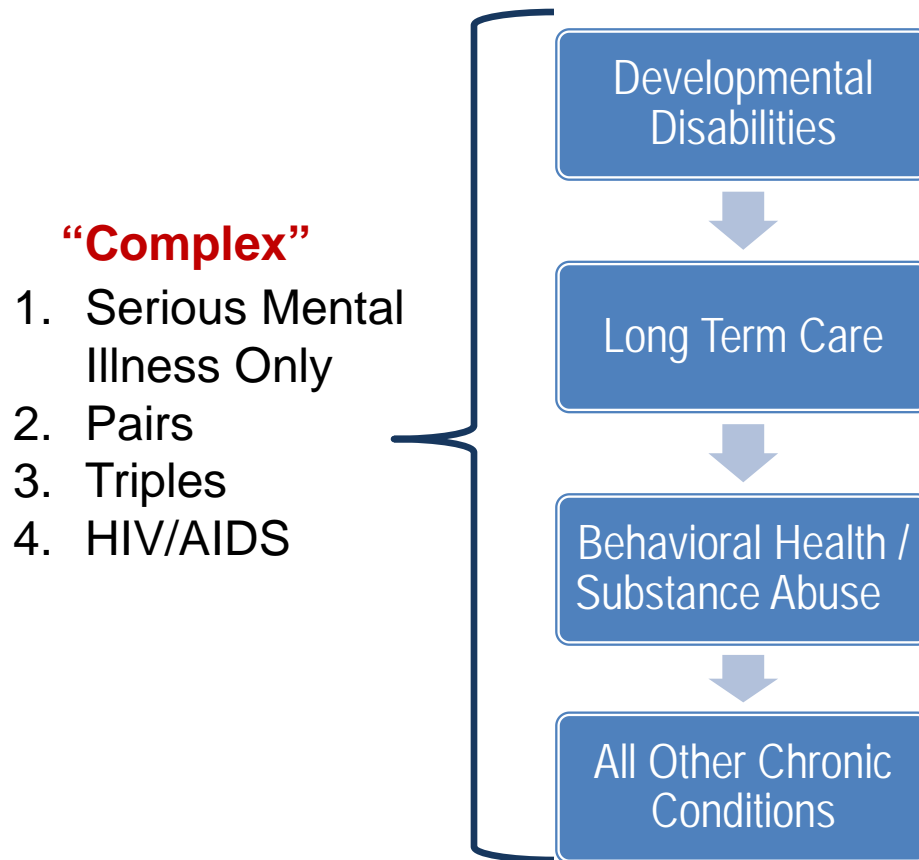 “Complex”
1. Serious Mental
Illness Only
2. Pairs
3. Triples
4. HIV/AIDS
Developmental
Disabilities
Long Term Care
Behavioral Health /
Substance Abuse
All Other Chronic
Conditions